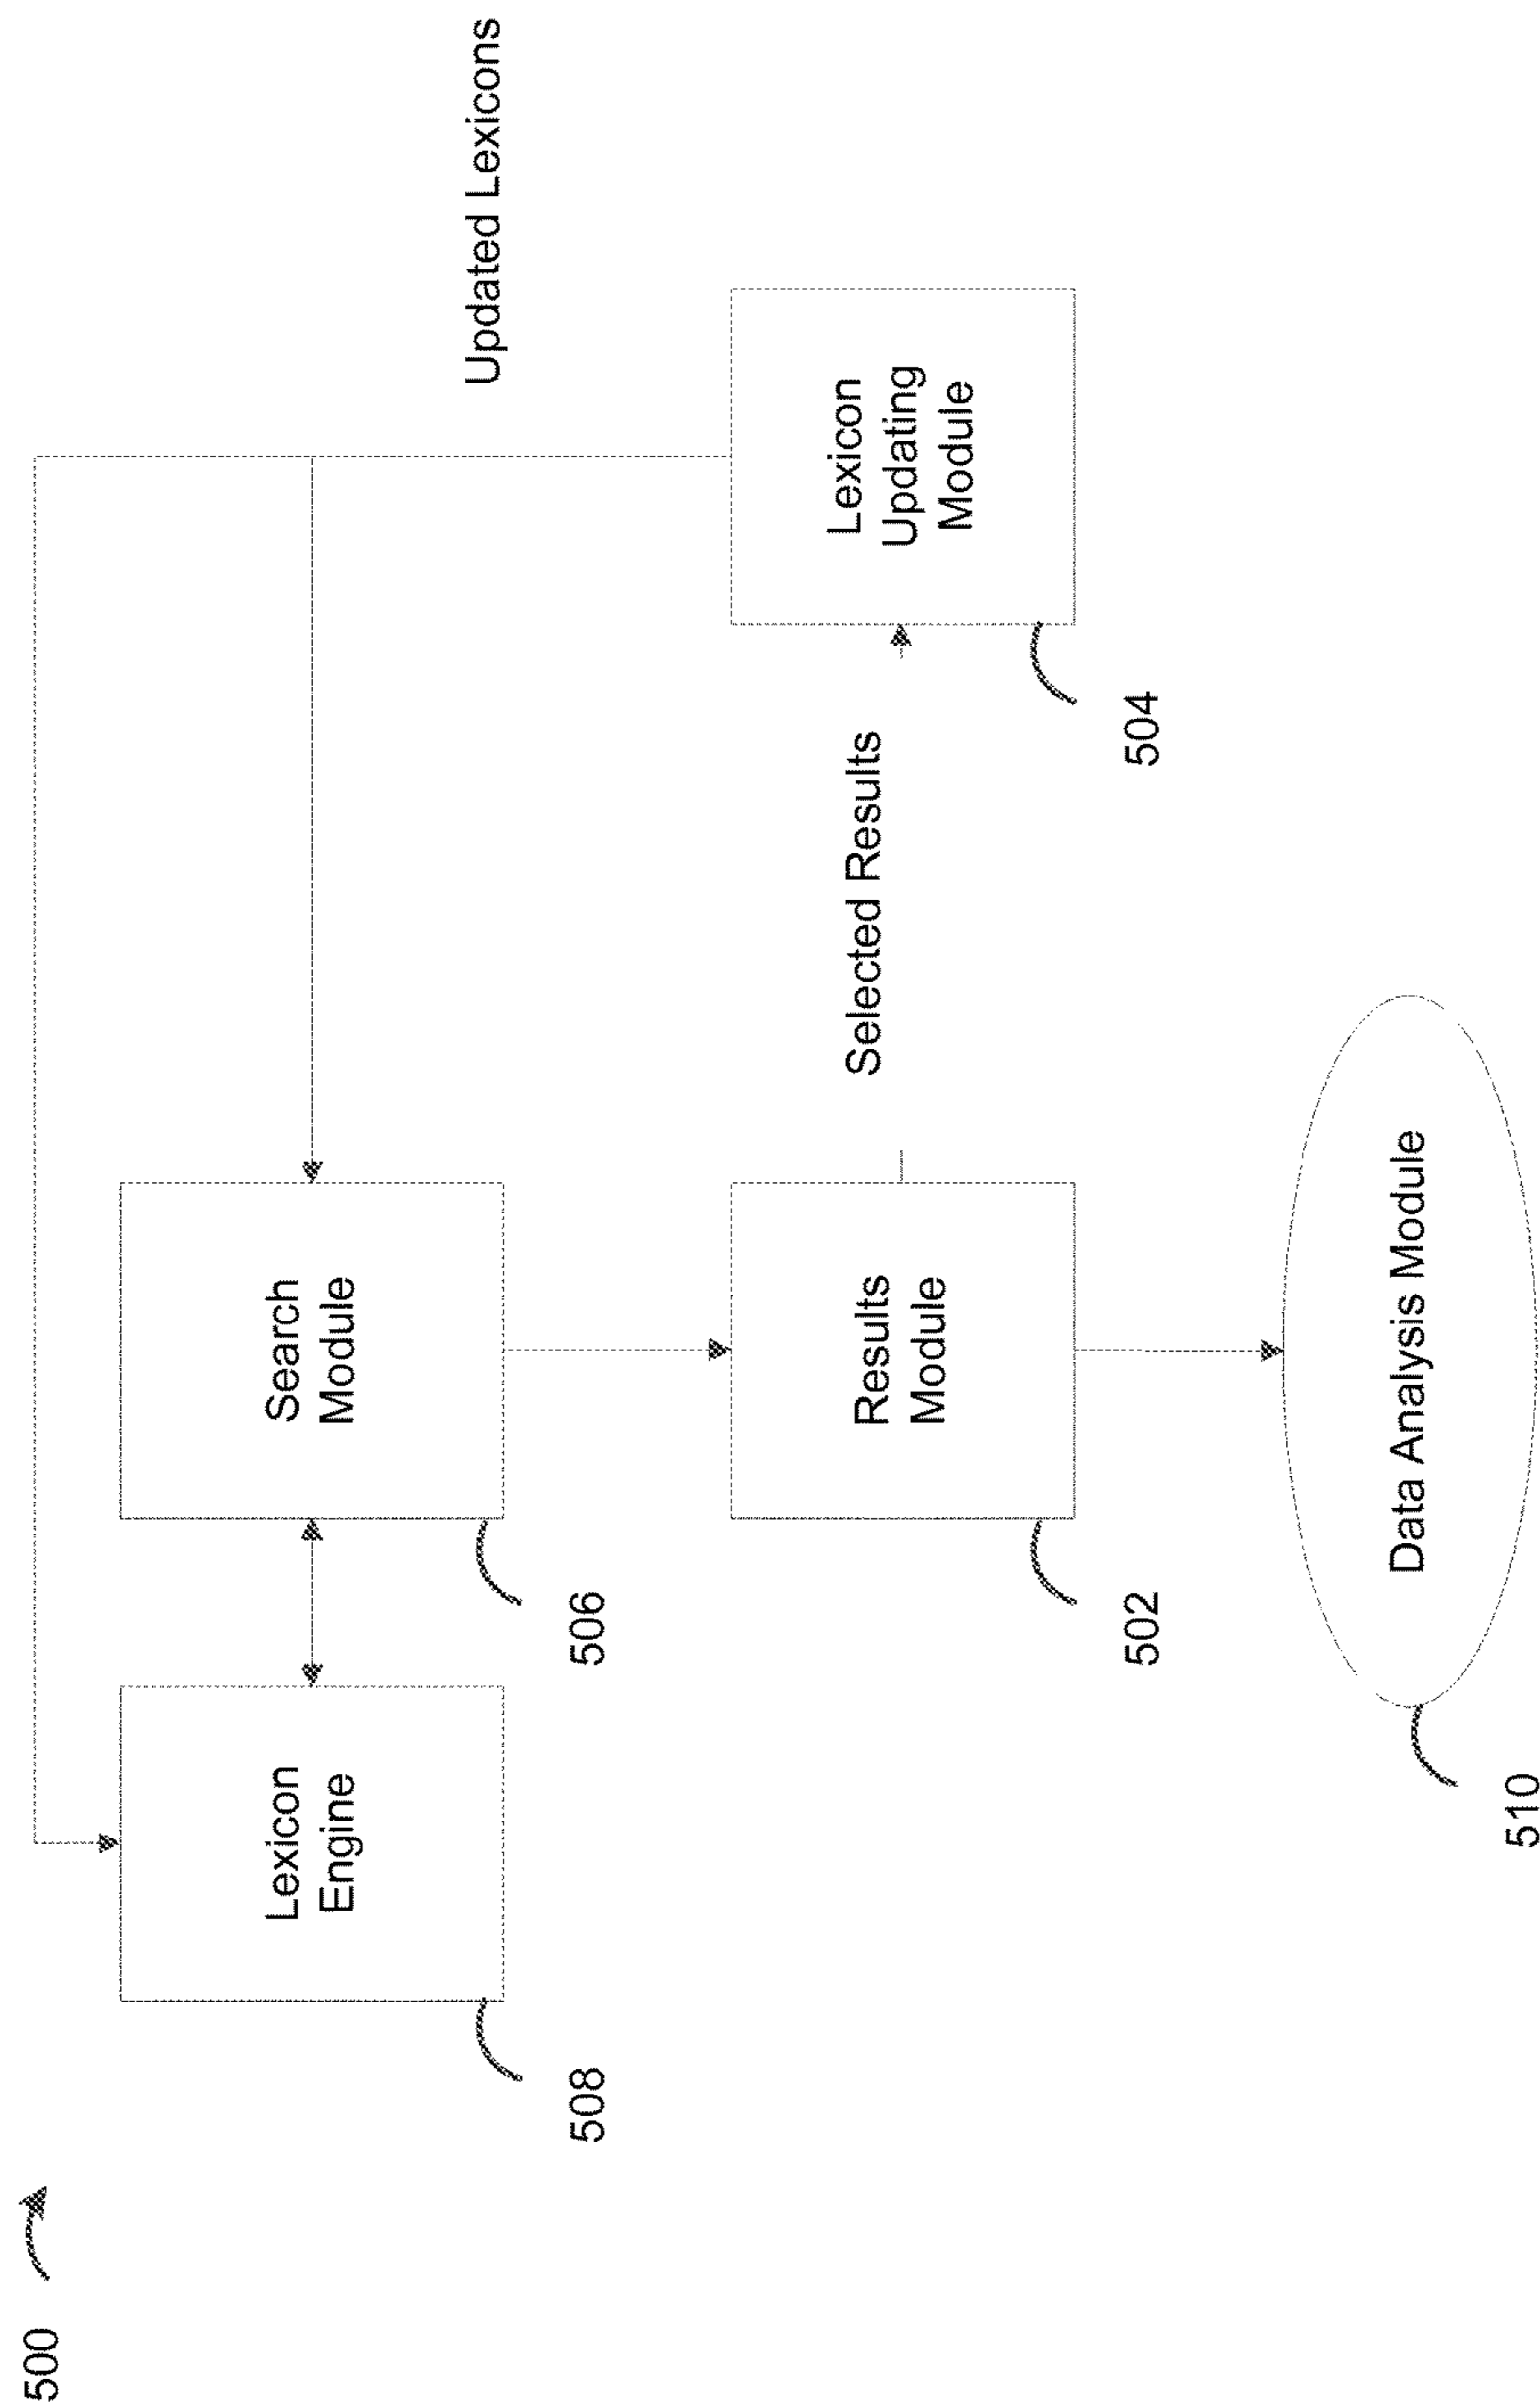 500
Updated Lexicons
Lexicon
Engine
508
Search
Module
506
Selected Results
Results
Module
502
Lexicon
Updating
Module
504
Data Analysis Module
510